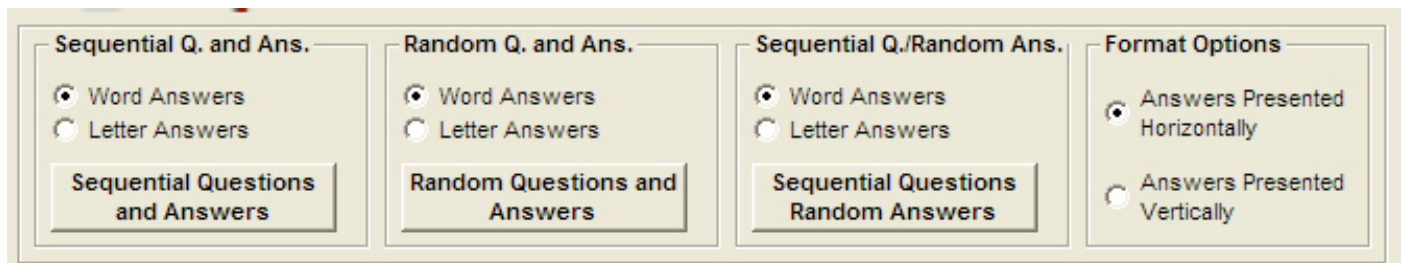 Sequential Q. and Ans.
Word Answers
Letter Answers
Sequential Questions
and Answers
Random Q. and Ans.
Word Answers
Letter Answers
Random Questions and
Answers
Sequential Q./Random Ans.
Word Answers
Letter Answers
Sequential Questions
Random Answers
Format Options
Answers Presented
Horizontally
Answers Presented
Vertically